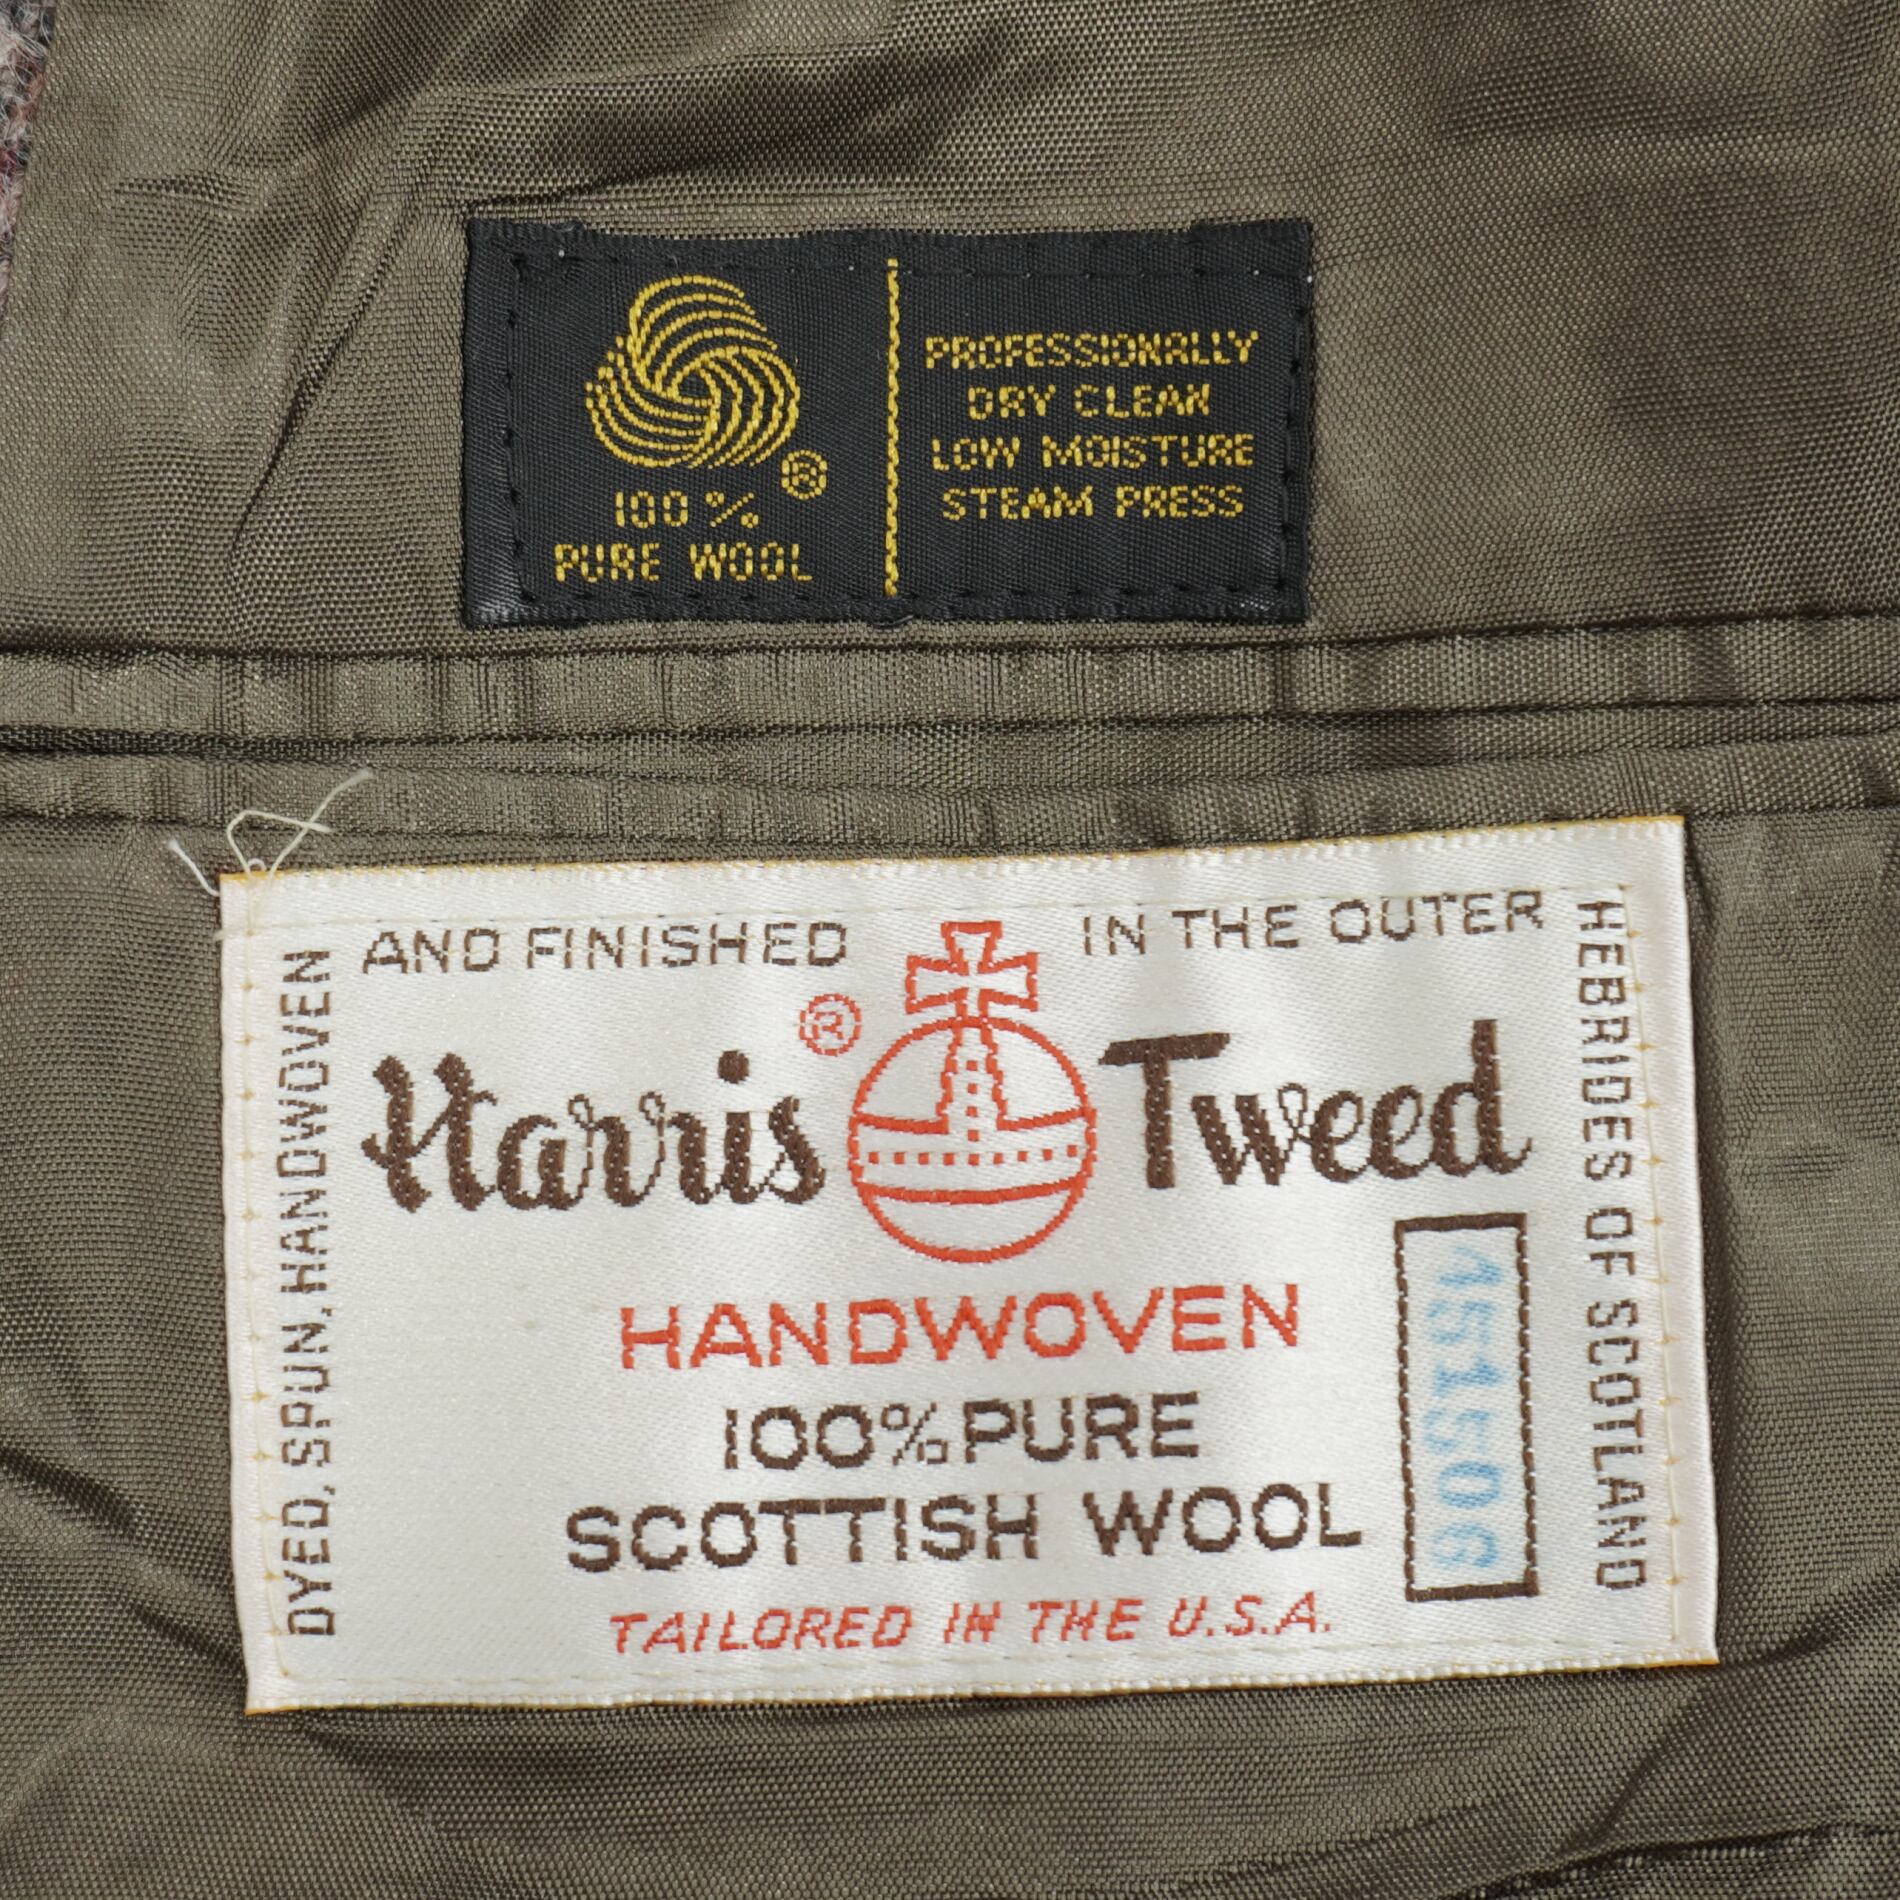 ®
100%
PURE WOOL
PROFESSIONALLY
DRY CLEAN
LOW MOISTURE
STEAM PRESS
DYED, SPUN, HANDWOVEN
AND FINISHED
IN THE OUTER
HEBRIDES OF SCOTLAND
Harris ® Tweed
HANDWOVEN
100% PURE
SCOTTISH WOOL
TAILORED IN THE U.S.A.
451506